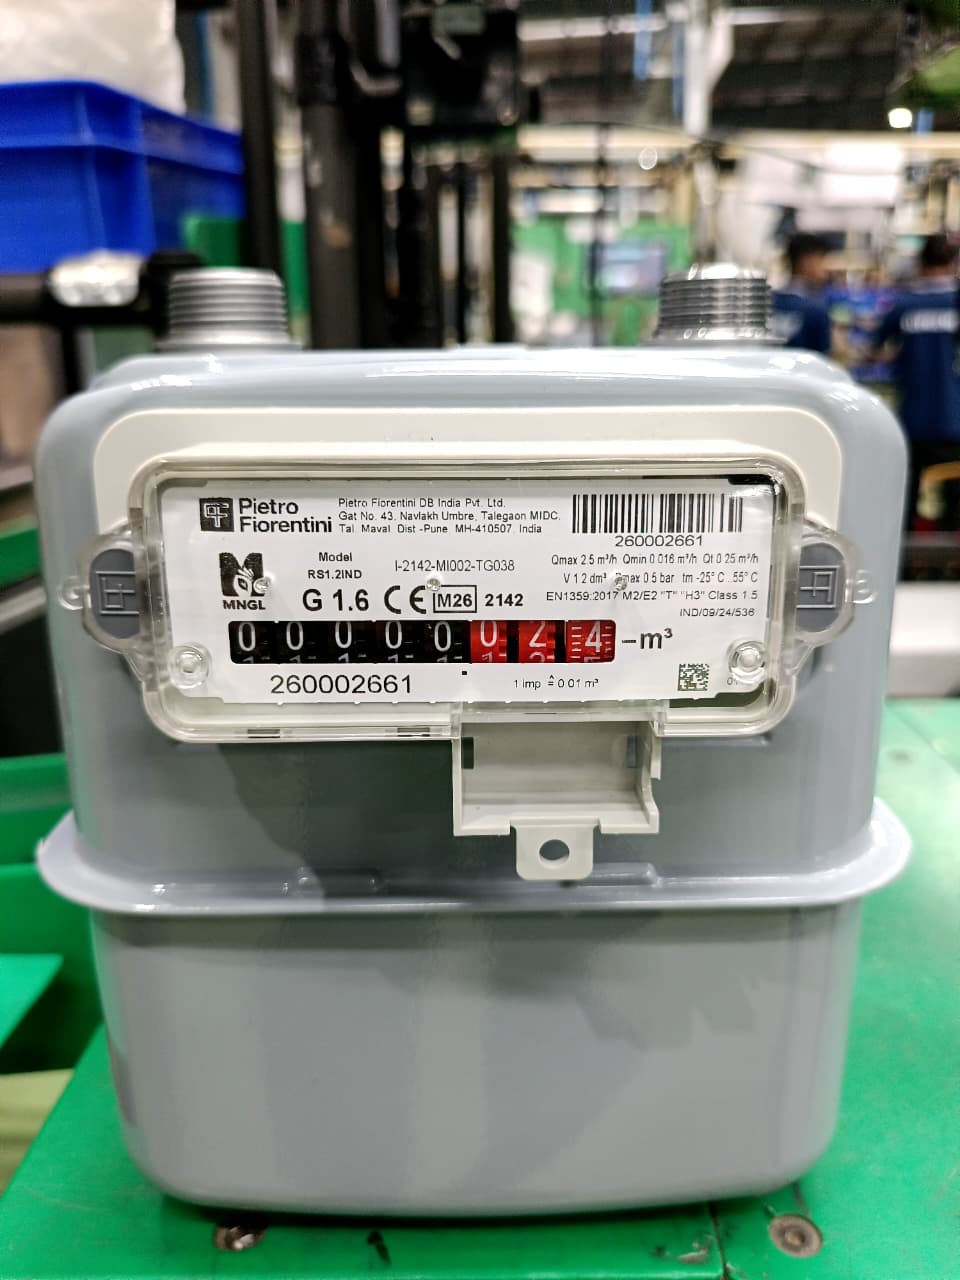 Pietro
Fiorentini
Pietro Fiorentini DB India Pvt. Ltd.
Gat No. 43, Navlakh Umbre, Talegaon MIDC.
Tal. Maval. Dist -Pune. MH-410507, India
260002661
MNGL
Model
RS1.2IND
I-2142-MI002-TG038
G 1.6 CE M26 2142
Qmax 2.5 m³/h Qmin 0.016 m³/h Qt 0.25 m³/h
V 1.2 dm³ Pmax 0.5 bar tm -25° C..55° C
EN1359:2017 M2/E2 "T" "H3" Class 1.5
IND/09/24/536
0 0 0 0 0 0 2 4 m³
260002661
1 imp ≙ 0.01 m³